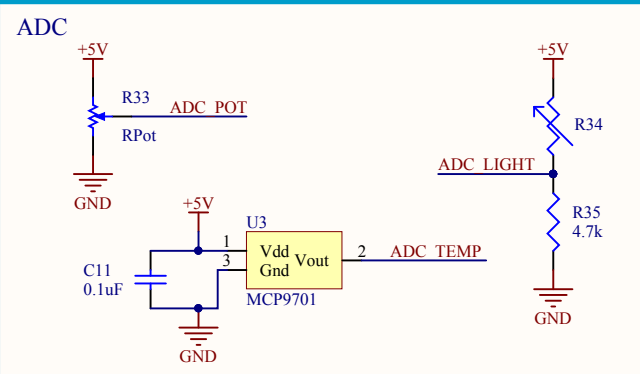 ADC
+5V
R33
ADC_POT
RPot
GND
+5V
R34
ADC_LIGHT
R35
4.7k
GND
+5V
U3
1
Vdd
Vout
2
ADC_TEMP
3
Gnd
C11
0.1uF
MCP9701
GND